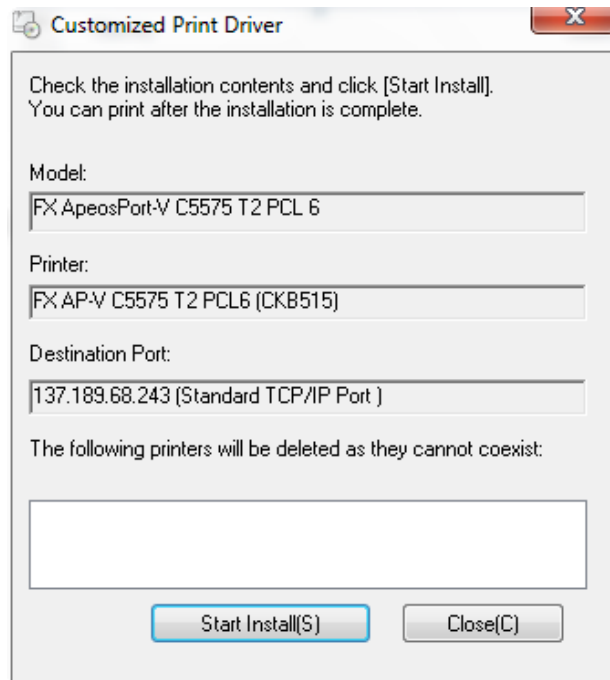 Customized Print Driver
Check the installation contents and click [Start Install].
You can print after the installation is complete.
Model:
FX ApeosPort-V C5575 T2 PCL 6
Printer:
FX AP-V C5575 T2 PCL6 (CKB515)
Destination Port:
137.189.68.243 (Standard TCP/IP Port )
The following printers will be deleted as they cannot coexist:
Start Install(S) Close(C)